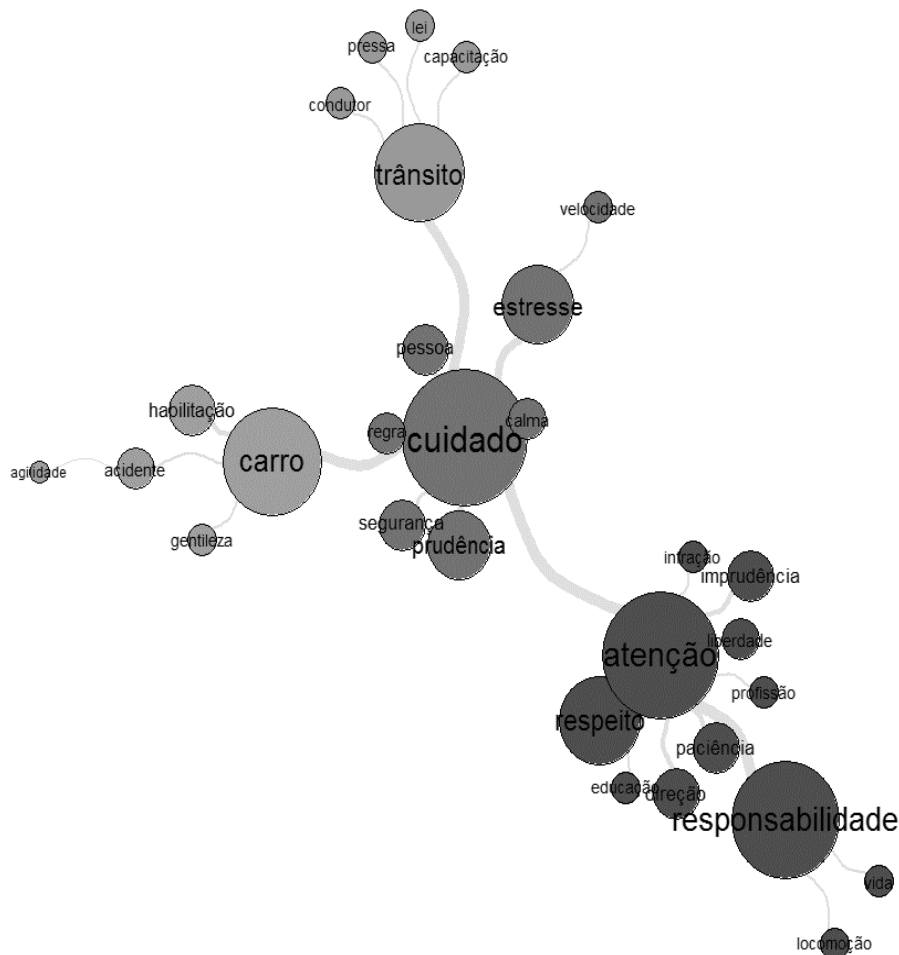 lei
pressa
capacitação
condutor
trânsito
velocidade
estresse
pessoa
habilitação
calma
regra
cuidado
carro
acidente
agilidade
segurança
gentileza
prudência
infração
imprudência
liberdade
atenção
profissão
respeito
paciência
educação
direção
responsabilidade
vida
locomoção